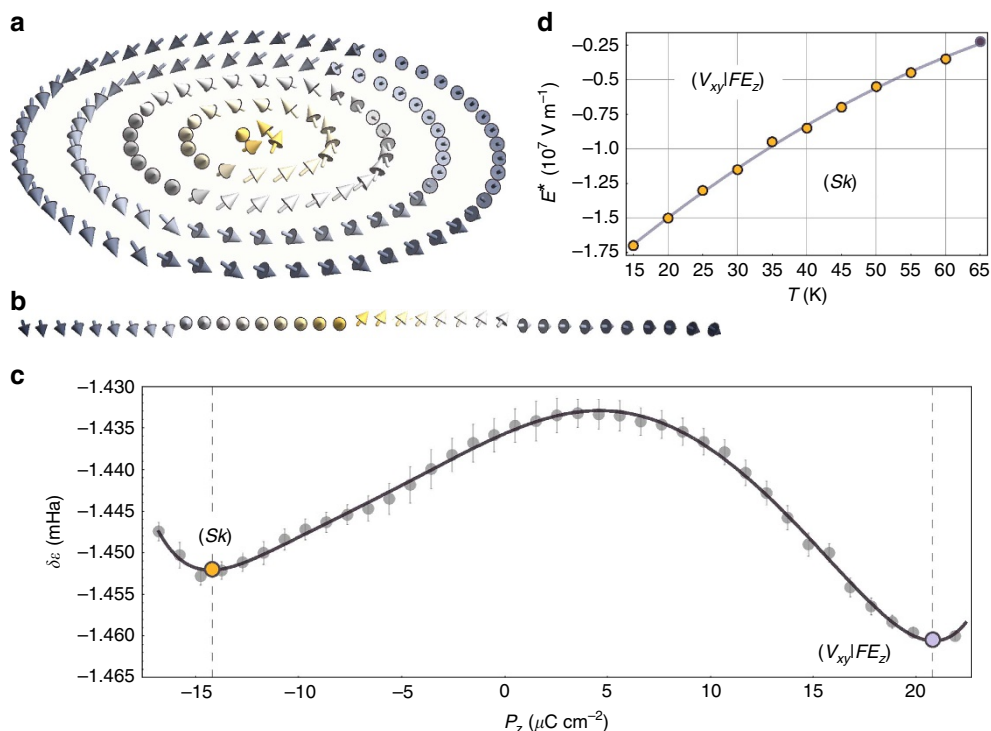 a
b
c
−1.430
−1.435
−1.440
−1.445
−1.450
−1.455
−1.460
−1.465
δε (mHa)
(Sk)
(V_xy|FE_z)
−15
−10
−5
0
5
10
15
20
P_z (μC cm⁻²)
d
−0.25
−0.5
−0.75
−1.0
−1.25
−1.5
−1.75
E* (10⁷ V m⁻¹)
(V_xy|FE_z)
(Sk)
15 20 25 30 35 40 45 50 55 60 65
T (K)